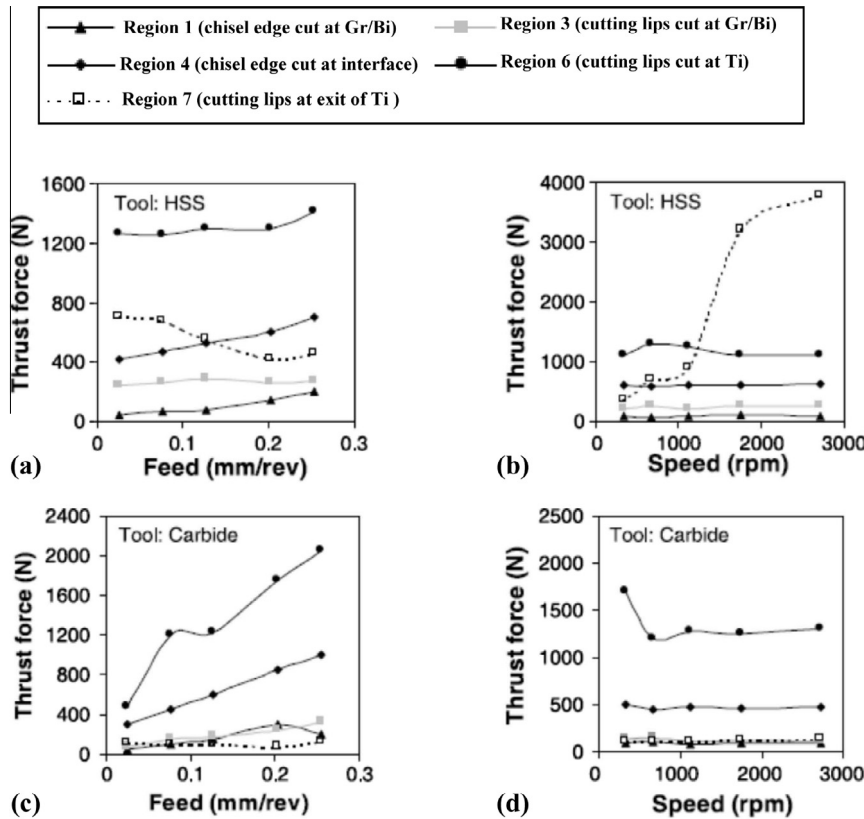 Region 1 (chisel edge cut at Gr/Bi)
Region 3 (cutting lips cut at Gr/Bi)
Region 4 (chisel edge cut at interface)
Region 6 (cutting lips cut at Ti)
Region 7 (cutting lips at exit of Ti )
1600
1200
800
400
0
Thrust force (N)
Tool: HSS
0
0.1
0.2
0.3
Feed (mm/rev)
(a)
4000
3000
2000
1000
0
Thrust force (N)
Tool: HSS
0
1000
2000
3000
Speed (rpm)
(b)
2400
2000
1600
1200
800
400
0
Thrust force (N)
Tool: Carbide
0
0.1
0.2
0.3
Feed (mm/rev)
(c)
2500
2000
1500
1000
500
0
Thrust force (N)
Tool: Carbide
0
1000
2000
3000
Speed (rpm)
(d)